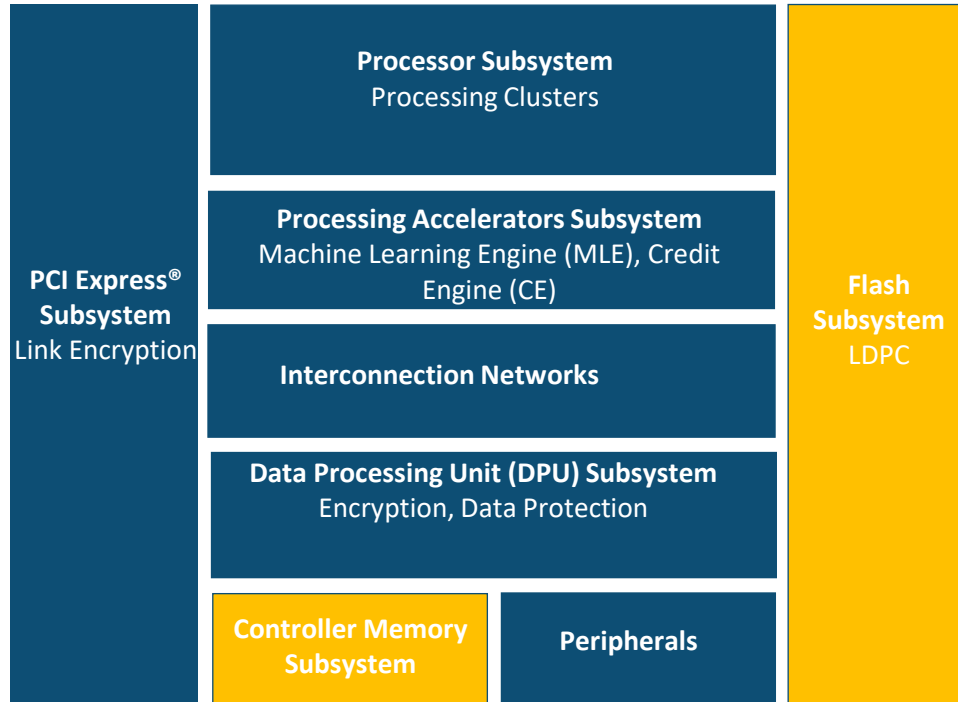 PCI Express®
Subsystem
Link Encryption
Processor Subsystem
Processing Clusters
Processing Accelerators Subsystem
Machine Learning Engine (MLE), Credit
Engine (CE)
Interconnection Networks
Data Processing Unit (DPU) Subsystem
Encryption, Data Protection
Controller Memory
Subsystem
Peripherals
Flash
Subsystem
LDPC